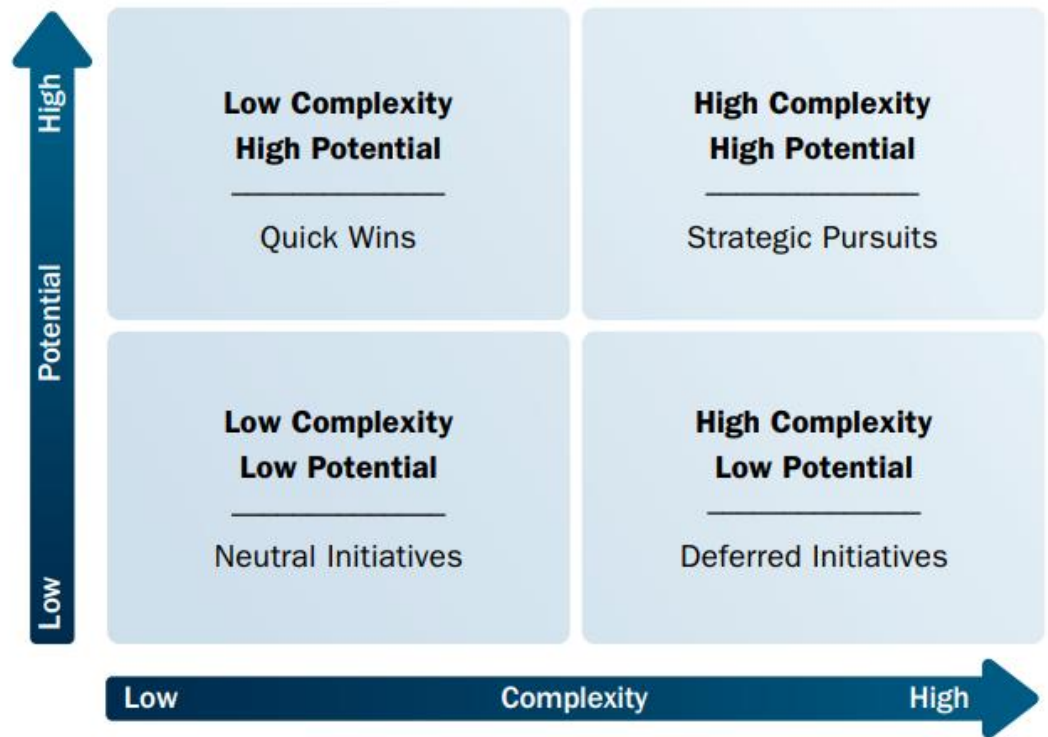 High
Potential
Low
Low Complexity
High Potential
Quick Wins
High Complexity
High Potential
Strategic Pursuits
Low Complexity
Low Potential
Neutral Initiatives
High Complexity
Low Potential
Deferred Initiatives
Low
Complexity
High